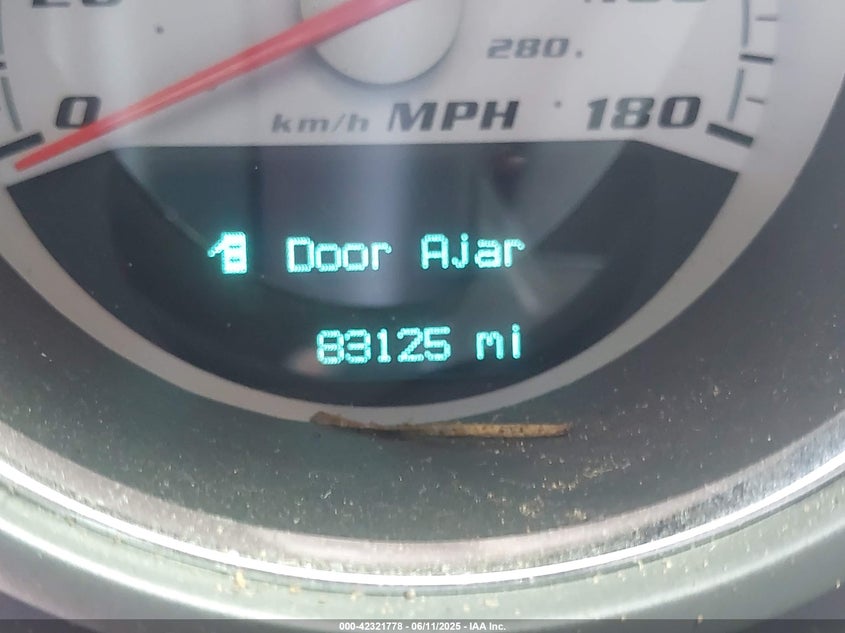 280.
0 km/h MPH 180
Door Ajar
83125 mi
000-42321778 - 06/11/2025 - IAA Inc.